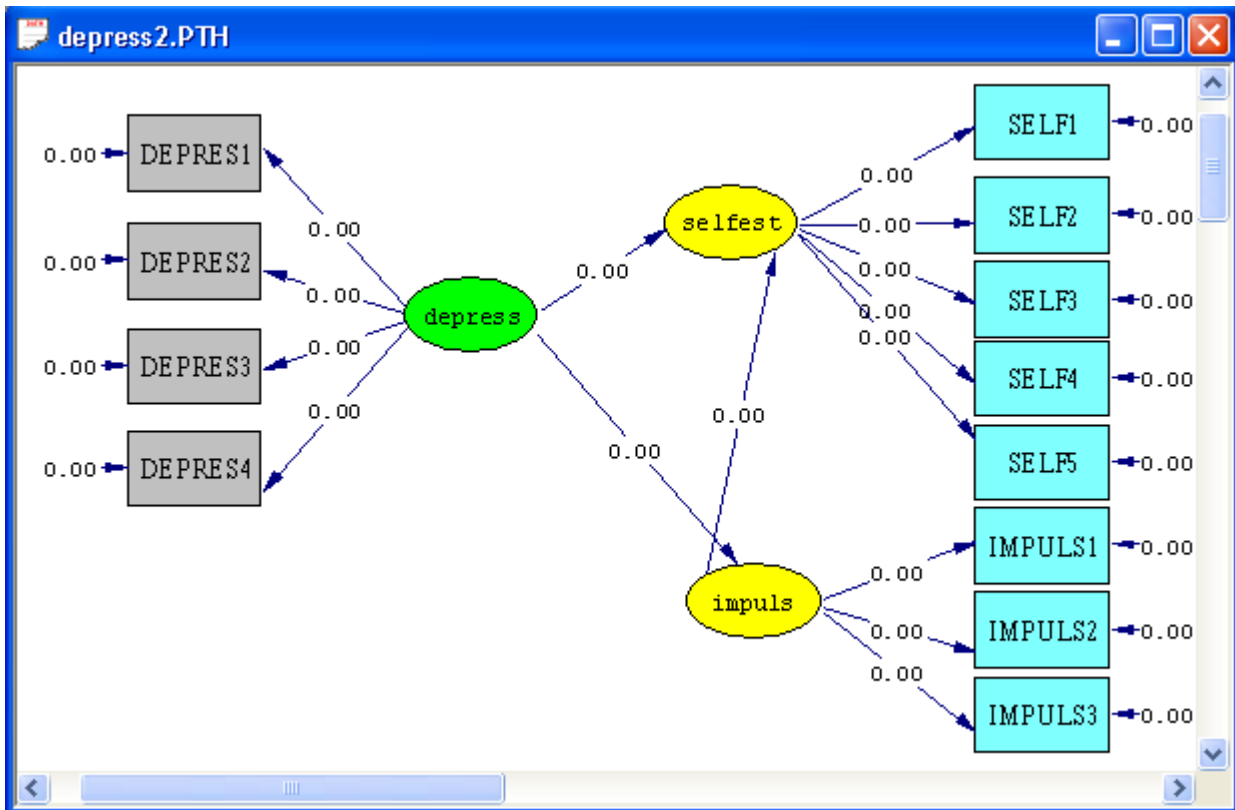 depress2.PTH
0.00 DEPRES1
0.00 DEPRES2
0.00 DEPRES3
0.00 DEPRES4
0.00
0.00
0.00
0.00
depress
0.00
0.00
0.00
selfest
impuls
0.00
0.00
0.00
0.00
0.00
0.00
0.00
0.00
SELF1 0.00
SELF2 0.00
SELF3 0.00
SELF4 0.00
SELF5 0.00
IMPULS1 0.00
IMPULS2 0.00
IMPULS3 0.00